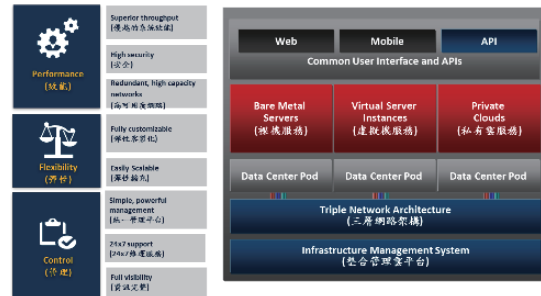 Performance
(效能)
Superior throughput
(優越的系統效能)
High security
(安全)
Redundant, high capacity
networks
(高可用度網路)
Flexibility
(彈性)
Fully customizable
(彈性客製化)
Easily Scalable
(彈性擴充)
Control
(管理)
Simple, powerful
management
(統一管理平台)
24x7 support
(24x7維運服務)
Full visibility
(資訊完整)
Web
Mobile
API
Common User Interface and APIs
Bare Metal
Servers
(裸機服務)
Virtual Server
Instances
(虛擬機服務)
Private
Clouds
(私有雲服務)
Data Center Pod
Data Center Pod
Data Center Pod
Triple Network Architecture
(三層網路架構)
Infrastructure Management System
(整合管理雲平台)